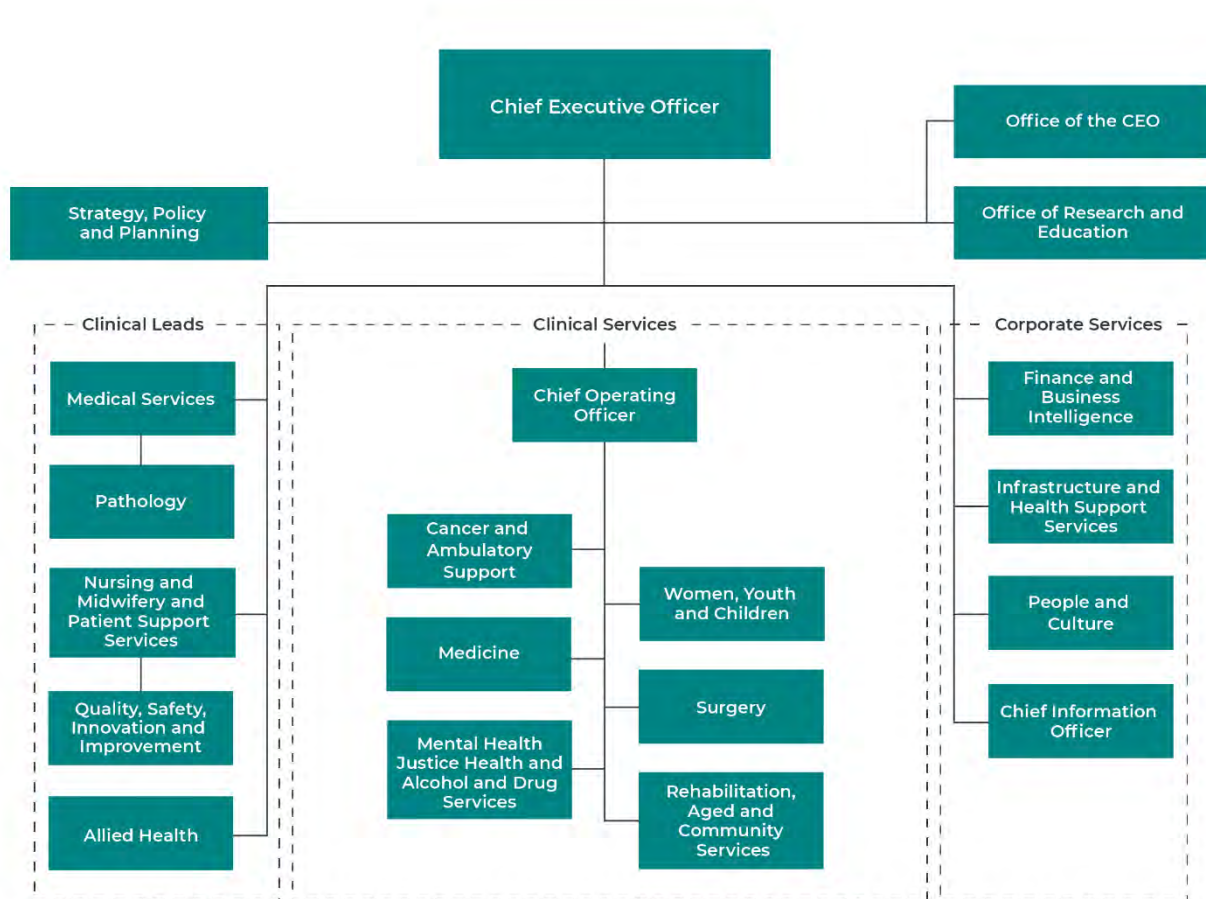 Chief Executive Officer
Office of the CEO
Strategy, Policy
and Planning
Office of Research and
Education
Clinical Leads
Medical Services
Pathology
Nursing and
Midwifery and
Patient Support
Services
Quality, Safety,
Innovation and
Improvement
Allied Health
Clinical Services
Chief Operating
Officer
Cancer and
Ambulatory
Support
Women, Youth
and Children
Medicine
Surgery
Mental Health
Justice Health and
Alcohol and Drug
Services
Rehabilitation,
Aged and
Community
Services
Corporate Services
Finance and
Business
Intelligence
Infrastructure and
Health Support
Services
People and
Culture
Chief Information
Officer